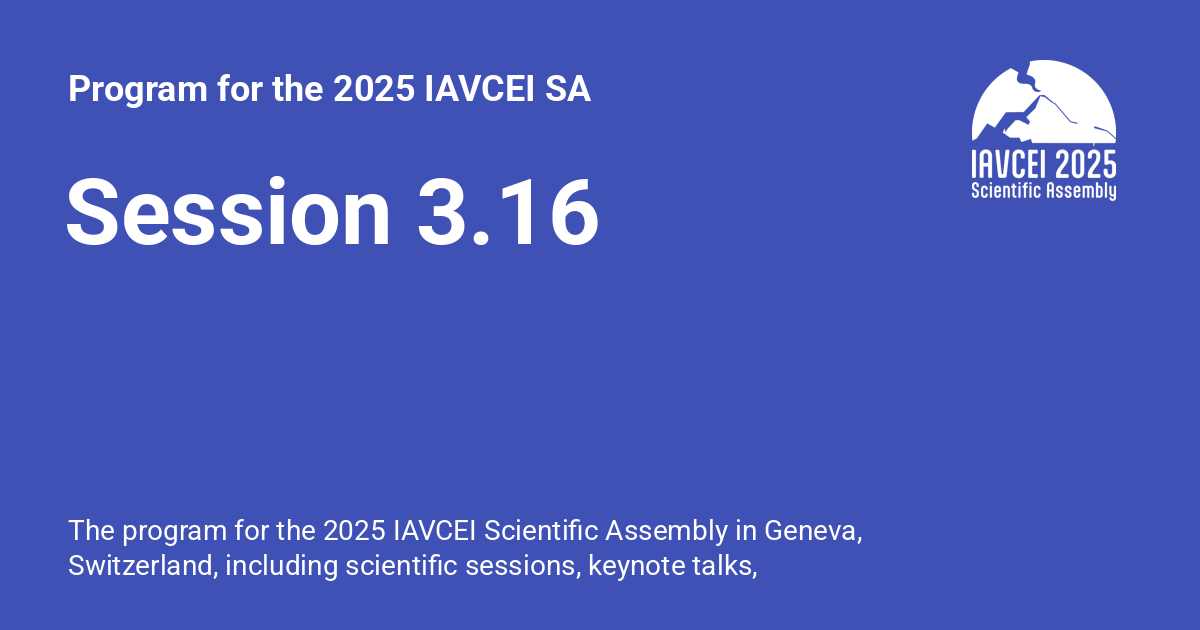 Program for the 2025 IAVCEI SA
IAVCEI 2025
Scientific Assembly
Session 3.16
The program for the 2025 IAVCEI Scientific Assembly in Geneva,
Switzerland, including scientific sessions, keynote talks,